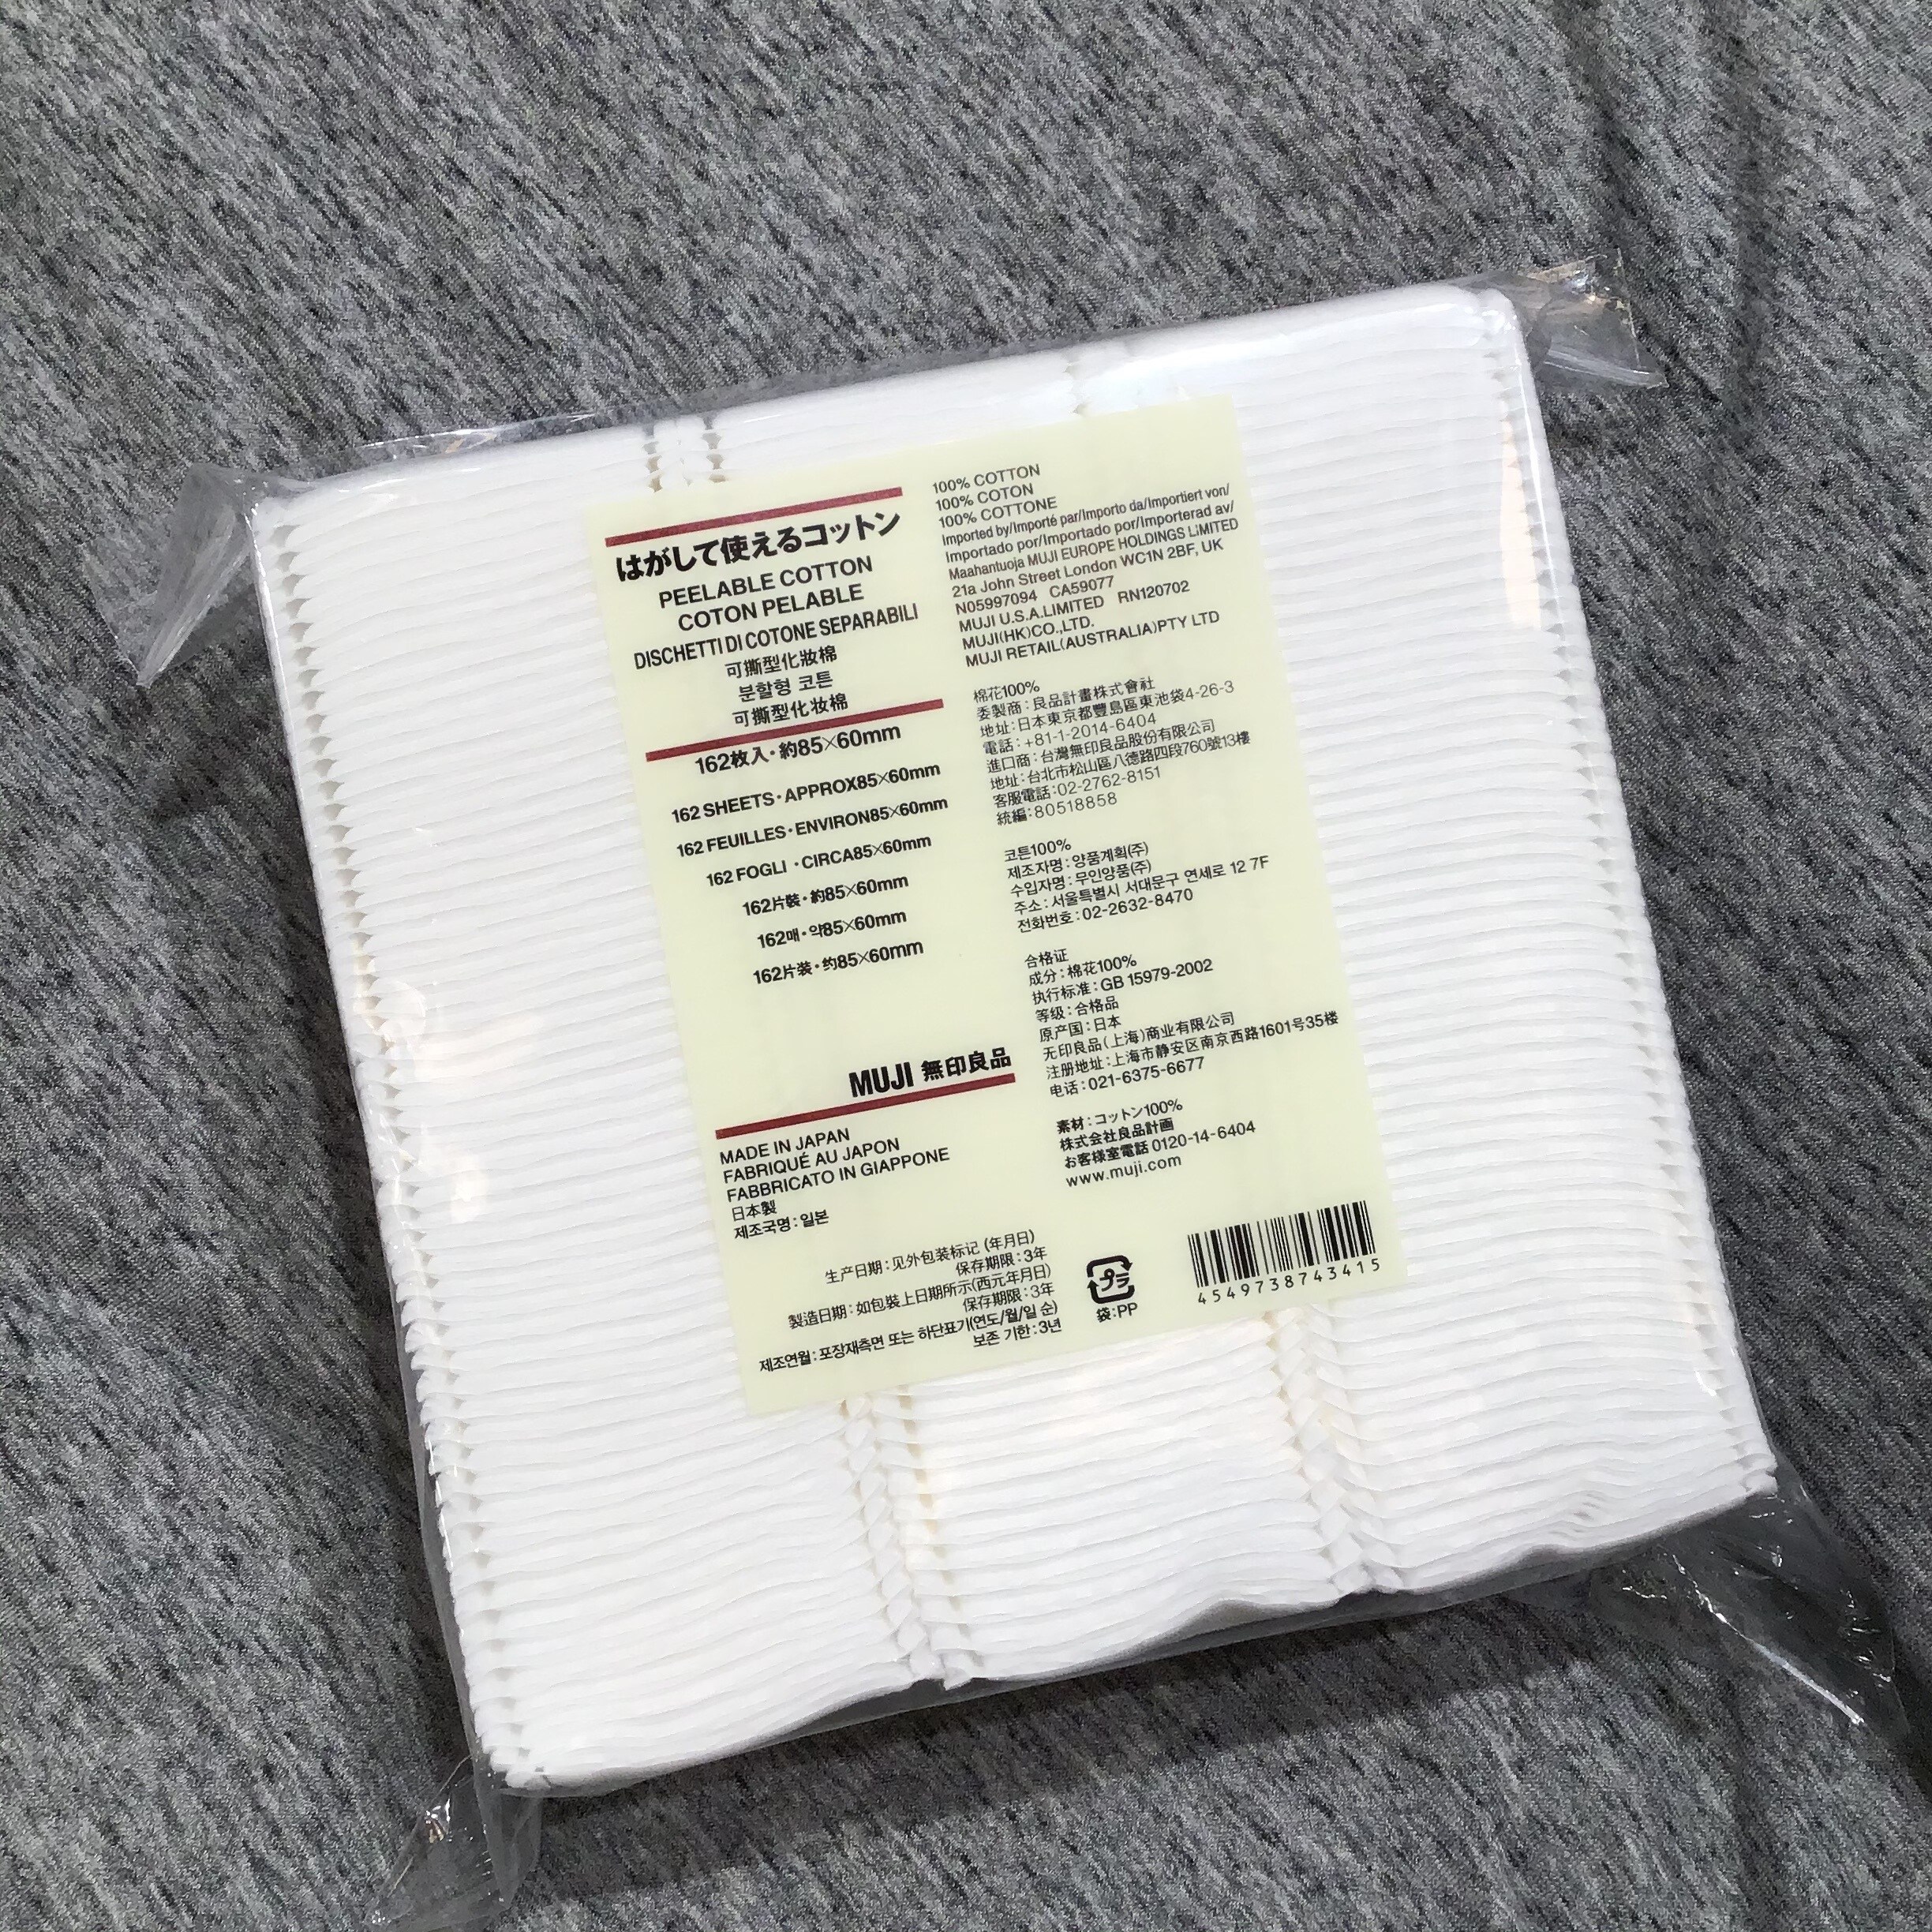 はがして使えるコットン
PEELABLE COTTON
COTON PELABLE
DISCHETTI DI COTONE SEPARABILI
可撕型化妝棉
분할형 코튼
可撕型化妆棉
162枚入・約85×60mm
162 SHEETS・APPROX85×60mm
162 FEUILLES・ENVIRON85×60mm
162 FOGLI・CIRCA85×60mm
162片裝・約85×60mm
162매・약85×60mm
162片装・约85×60mm
MUJI 無印良品
MADE IN JAPAN
FABRIQUÉ AU JAPON
FABBRICATO IN GIAPPONE
日本製
제조국명:일본
生产日期:见外包装标记 (年月日)
保存期限:3年
製造日期:如包裝上日期所示(西元年月日)
保存期限:3年
제조연월:포장재측면 또는 하단표기(연도/월/일 순)
보존 기한:3년
100% COTTON
100% COTON
100% COTTONE
Imported by/Importé par/Importo da/Importiert von/
Importado por/Importado por/Importerad av/
Maahantuoja MUJI EUROPE HOLDINGS LIMITED
21a John Street London WC1N 2BF, UK
N05997094 CA59077
MUJI U.S.A.LIMITED RN120702
MUJI(HK)CO.,LTD.
MUJI RETAIL(AUSTRALIA)PTY LTD
棉花100%
委製商:良品計畫株式會社
地址:日本東京都豐島區東池袋4-26-3
電話:+81-1-2014-6404
進口商:台灣無印良品股份有限公司
地址:台北市松山區八德路四段760號13樓
客服電話:02-2762-8151
統編:80518858
코튼100%
제조자명:양품계획(주)
수입자명:무인양품(주)
주소:서울특별시 서대문구 연세로 12 7F
전화번호:02-2632-8470
合格证
成分:棉花100%
执行标准:GB 15979-2002
等级:合格品
原产国:日本
无印良品(上海)商业有限公司
注册地址:上海市静安区南京西路1601号35楼
电话:021-6375-6677
素材:コットン100%
株式会社良品計画
お客様室電話 0120-14-6404
www.muji.com
プラ
袋:PP
4549738743415